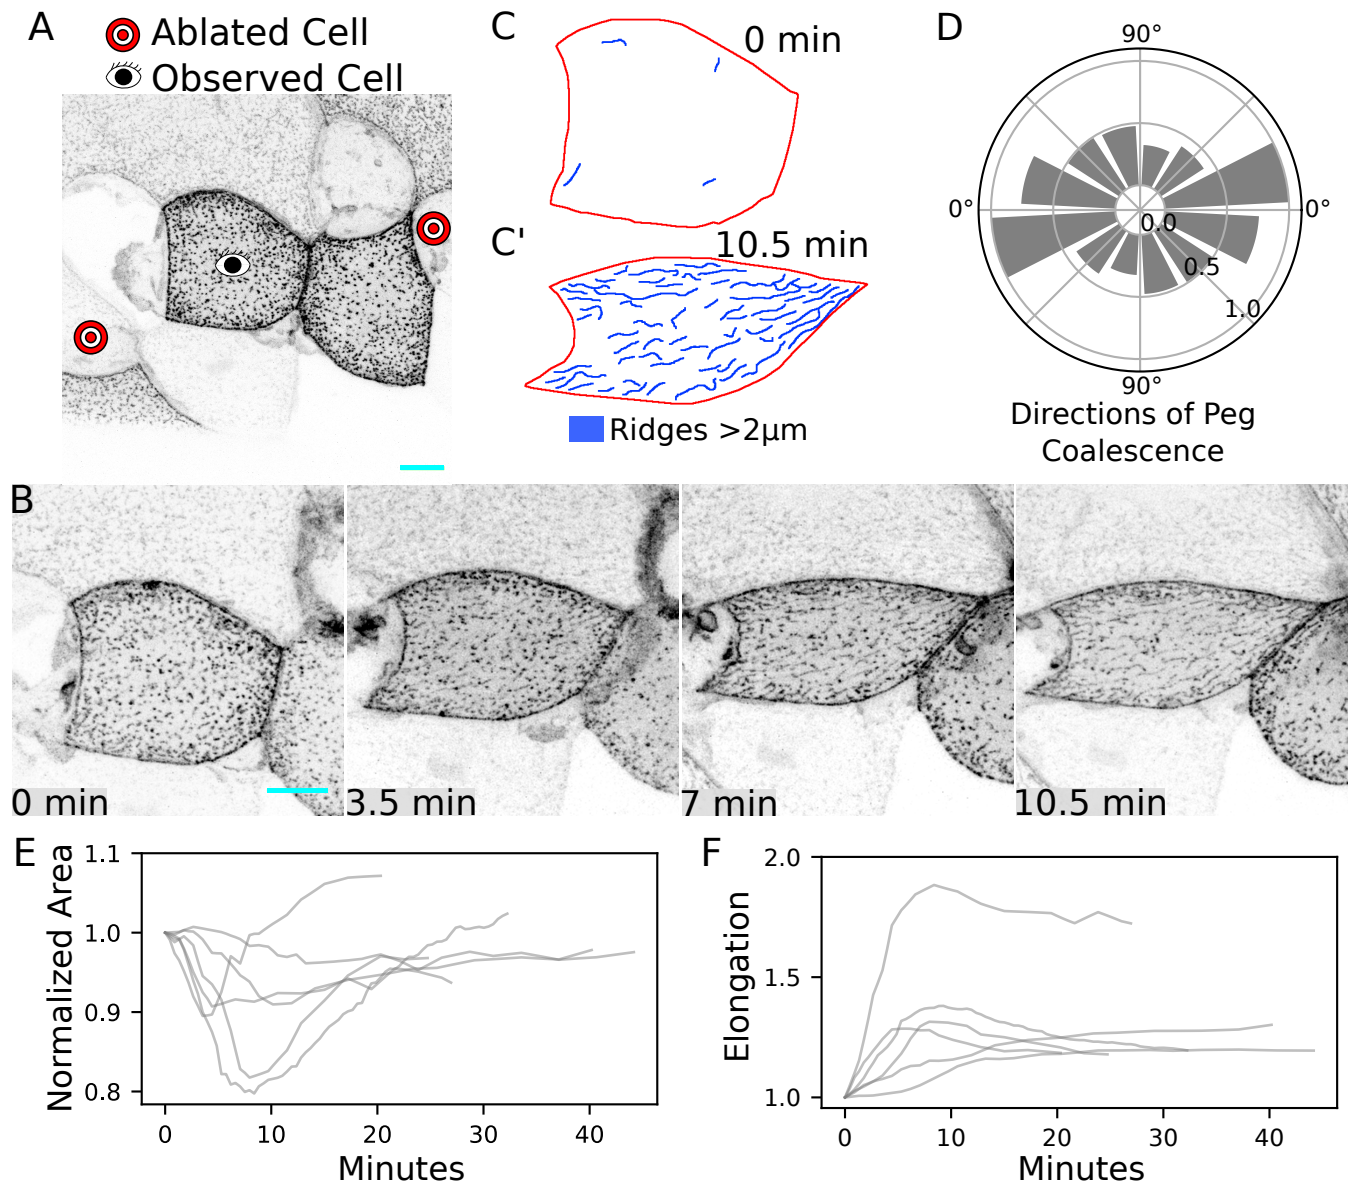 A
Ablated Cell
Observed Cell
C
0 min
C'
10.5 min
Ridges >2μm
D
90°
0°
0°
0.0
0.5
1.0
90°
Directions of Peg
Coalescence
B
0 min
3.5 min
7 min
10.5 min
E
Normalized Area
1.1
1.0
0.9
0.8
0
10
20
30
40
Minutes
F
Elongation
2.0
1.5
1.0
0
10
20
30
40
Minutes